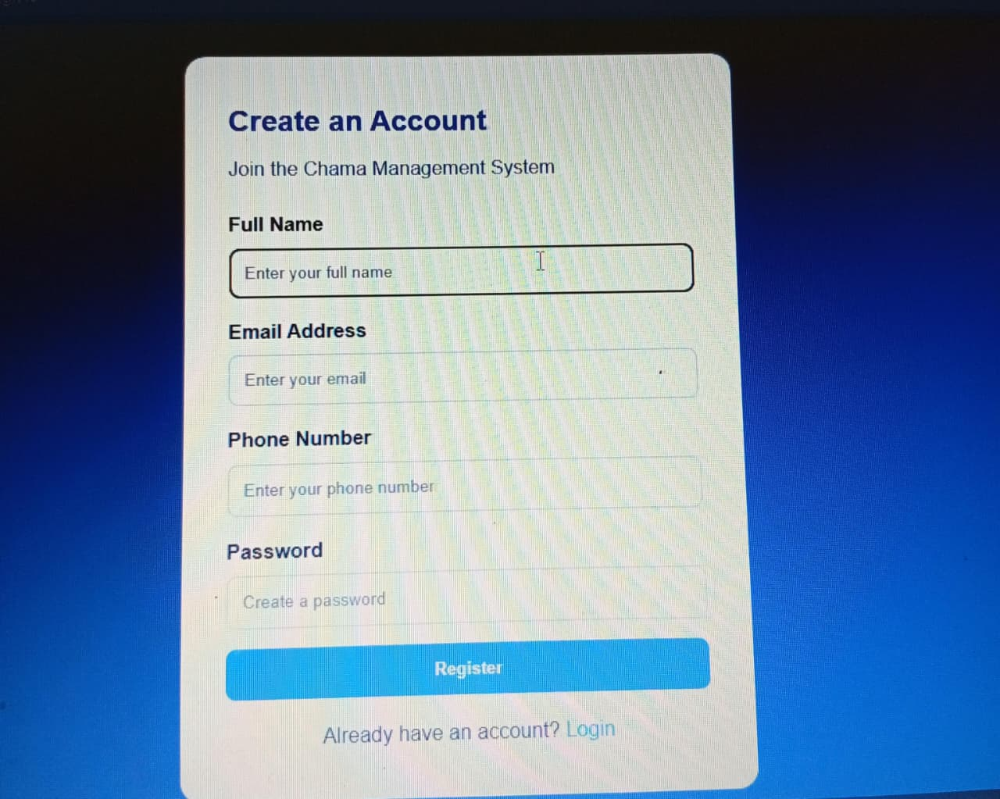 Create an Account
Join the Chama Management System
Full Name
Enter your full name
Email Address
Enter your email
Phone Number
Enter your phone number
Password
Create a password
Register
Already have an account? Login